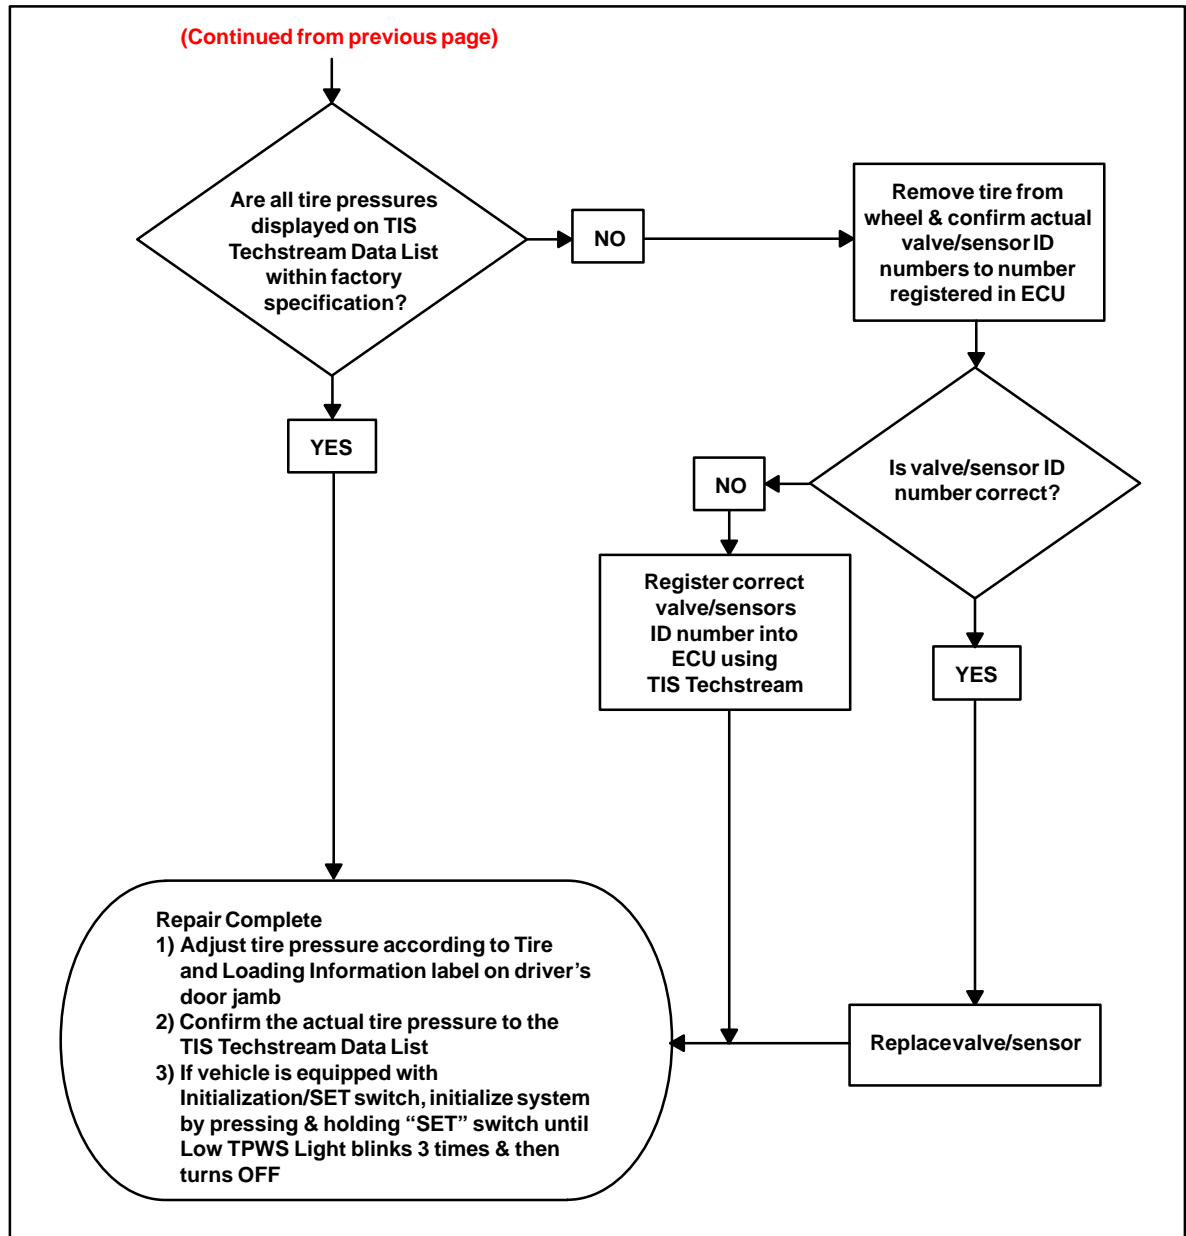 (Continued from previous page)
Are all tire pressures
displayed on TIS
Techstream Data List
within factory
specification?
NO
Remove tire from
wheel & confirm actual
valve/sensor ID
numbers to number
registered in ECU
YES
Is valve/sensor ID
number correct?
NO
Register correct
valve/sensors
ID number into
ECU using
TIS Techstream
YES
Repair Complete
1) Adjust tire pressure according to Tire
and Loading Information label on driver’s
door jamb
2) Confirm the actual tire pressure to the
TIS Techstream Data List
3) If vehicle is equipped with
Initialization/SET switch, initialize system
by pressing & holding “SET” switch until
Low TPWS Light blinks 3 times & then
turns OFF
Replace valve/sensor